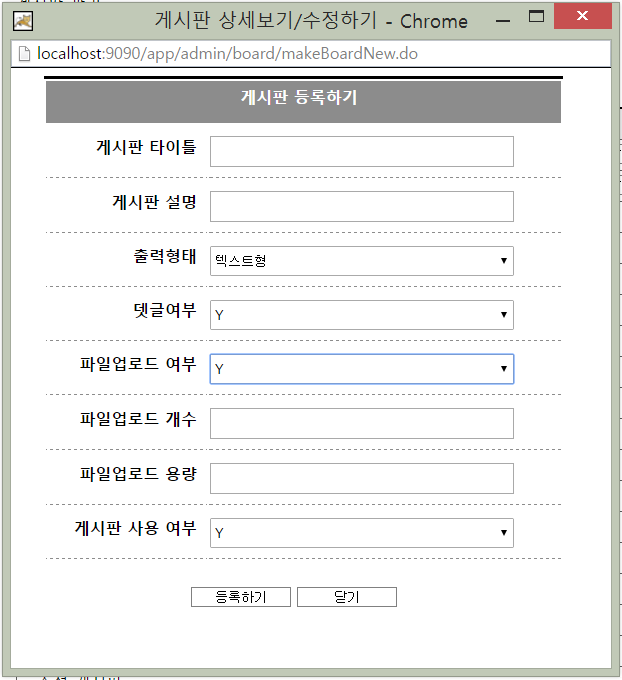 게시판 상세보기/수정하기 - Chrome
localhost:9090/app/admin/board/makeBoardNew.do
게시판 등록하기
게시판 타이틀
게시판 설명
출력형태 텍스트형
뎃글여부 Y
파일업로드 여부 Y
파일업로드 개수
파일업로드 용량
게시판 사용 여부 Y
등록하기 닫기